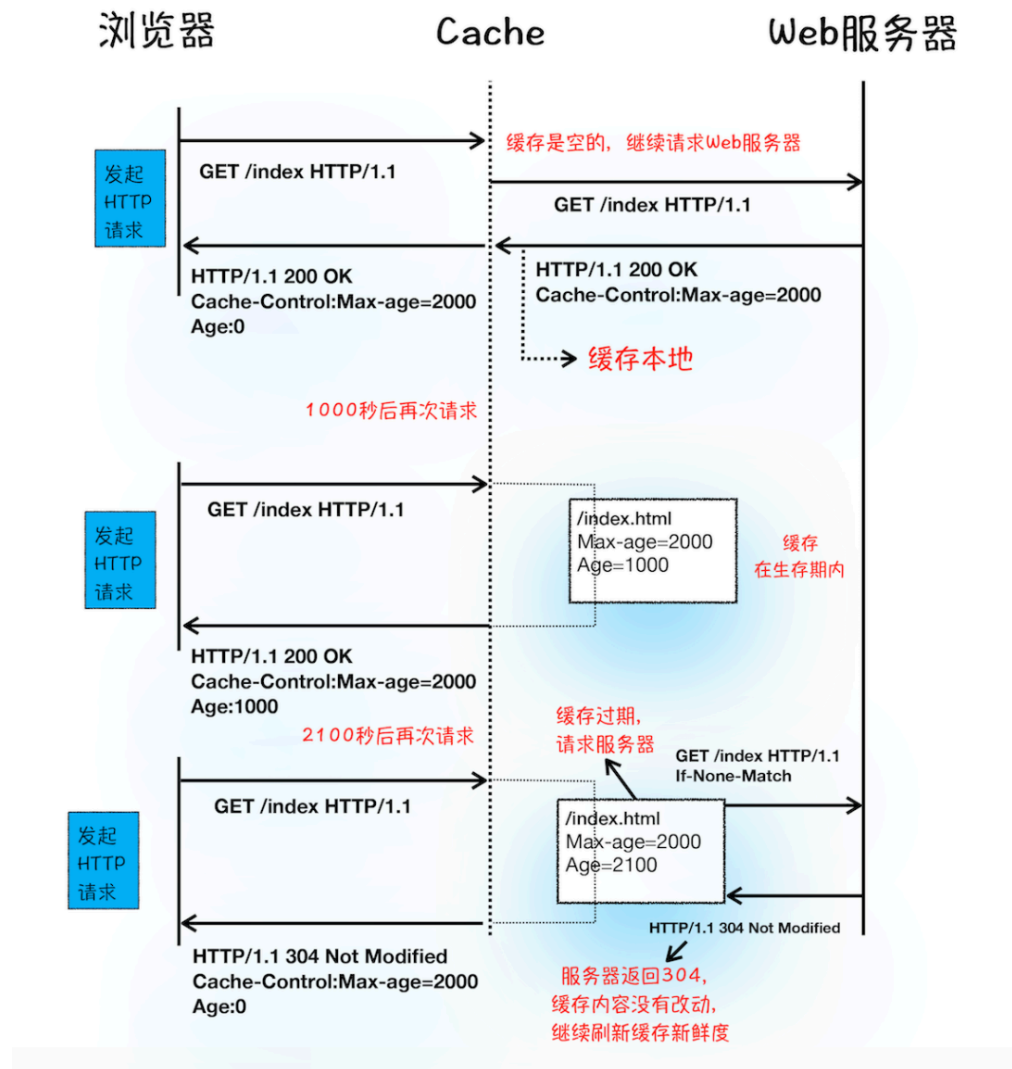 浏览器
Cache
Web服务器
缓存是空的，继续请求Web服务器
发起
HTTP
请求
GET /index HTTP/1.1
GET /index HTTP/1.1
HTTP/1.1 200 OK
Cache-Control:Max-age=2000
Age:0
HTTP/1.1 200 OK
Cache-Control:Max-age=2000
缓存本地
1000秒后再次请求
发起
HTTP
请求
GET /index HTTP/1.1
/index.html
Max-age=2000
Age=1000
缓存
在生存期内
HTTP/1.1 200 OK
Cache-Control:Max-age=2000
Age:1000
2100秒后再次请求
缓存过期，
请求服务器
GET /index HTTP/1.1
If-None-Match
发起
HTTP
请求
GET /index HTTP/1.1
/index.html
Max-age=2000
Age=2100
HTTP/1.1 304 Not Modified
HTTP/1.1 304 Not Modified
Cache-Control:Max-age=2000
Age:0
服务器返回304，
缓存内容没有改动，
继续刷新缓存新鲜度